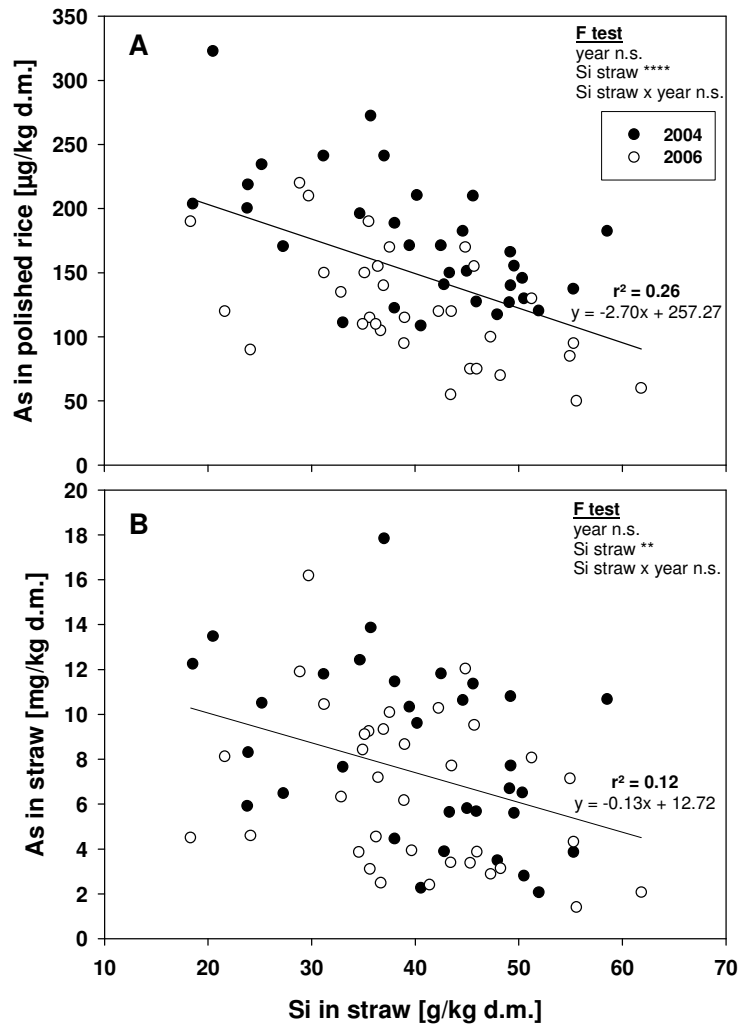 350
300
250
200
150
100
50
0
As in polished rice [µg/kg d.m.]
A
F test
year n.s.
Si straw ****
Si straw x year n.s.
2004
2006
r² = 0.26
y = -2.70x + 257.27
20
18
16
14
12
10
8
6
4
2
0
As in straw [mg/kg d.m.]
B
F test
year n.s.
Si straw **
Si straw x year n.s.
r² = 0.12
y = -0.13x + 12.72
10 20 30 40 50 60 70
Si in straw [g/kg d.m.]